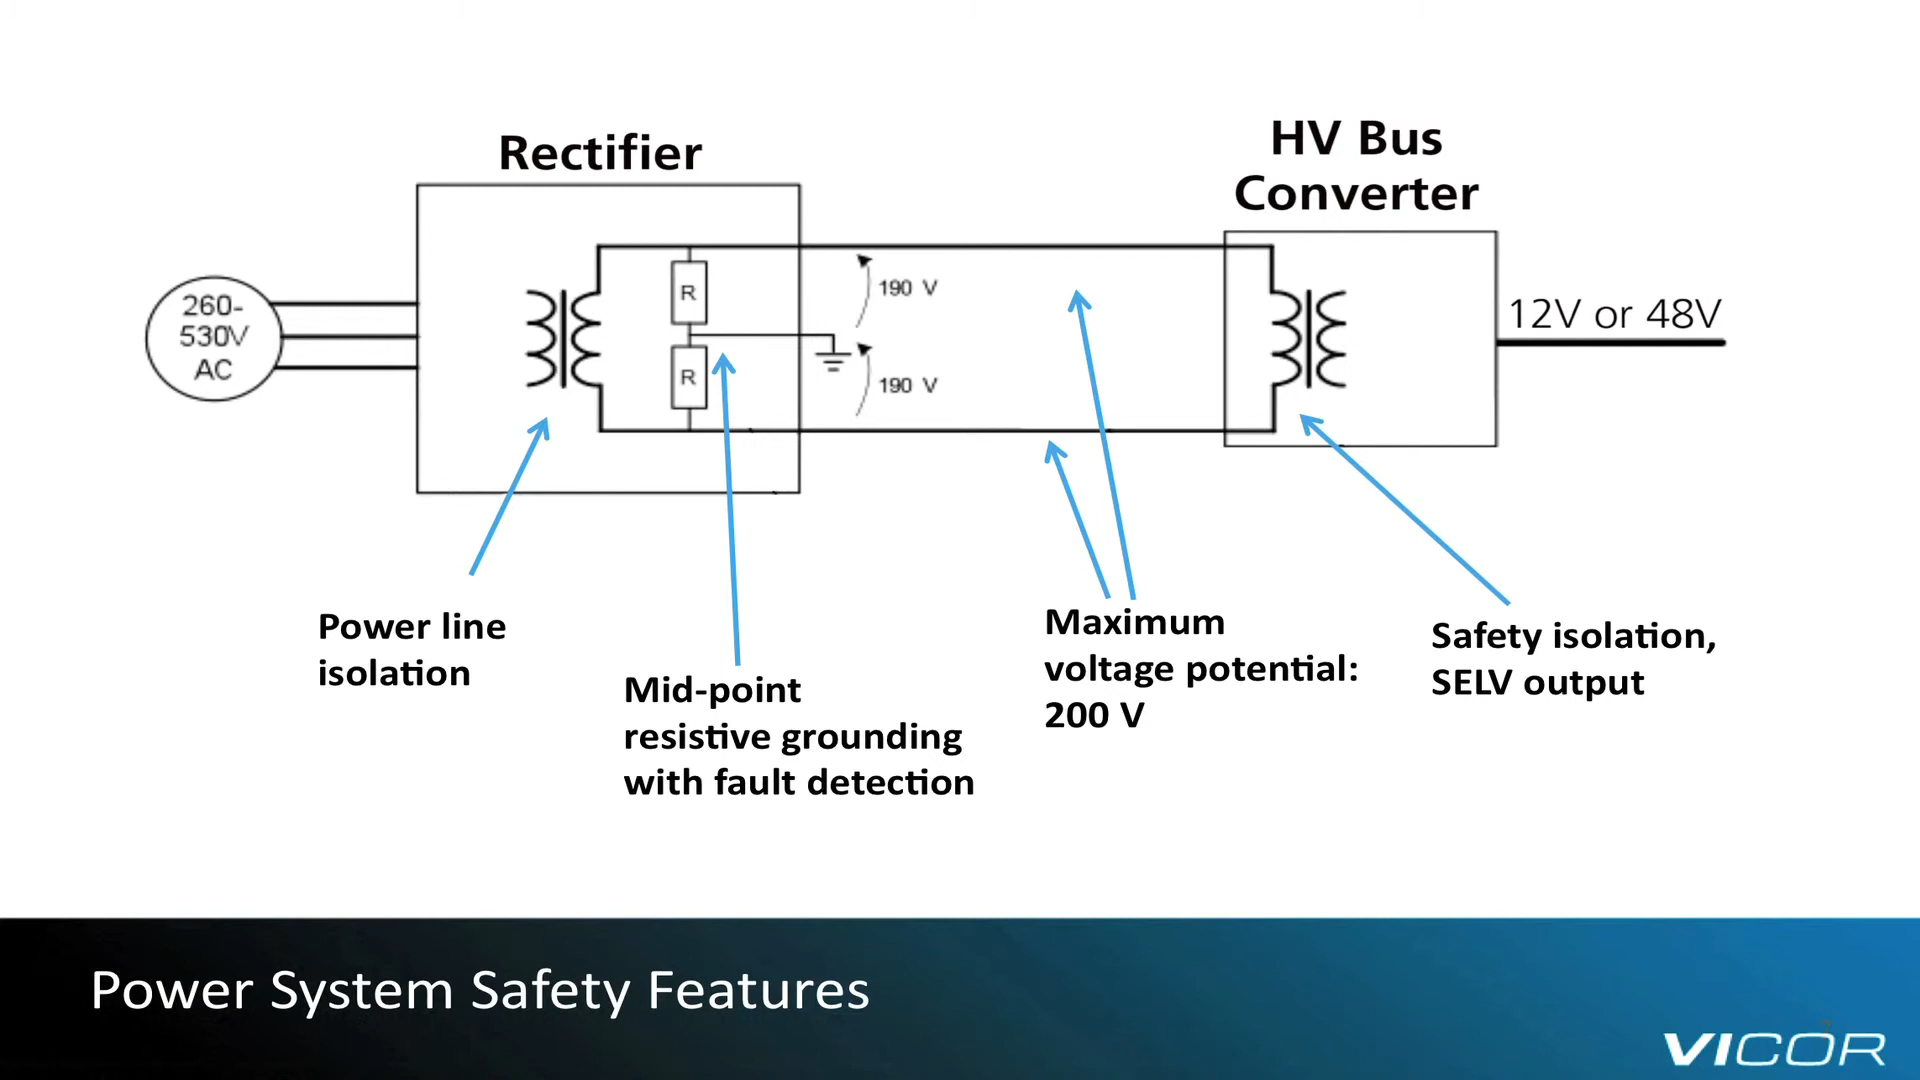 Rectifier
HV Bus
Converter
260-
530V
AC
R
190 V
R
190 V
12V or 48V
Power line
isolation
Mid-point
resistive grounding
with fault detection
Maximum
voltage potential:
200 V
Safety isolation,
SELV output
Power System Safety Features
VICOR